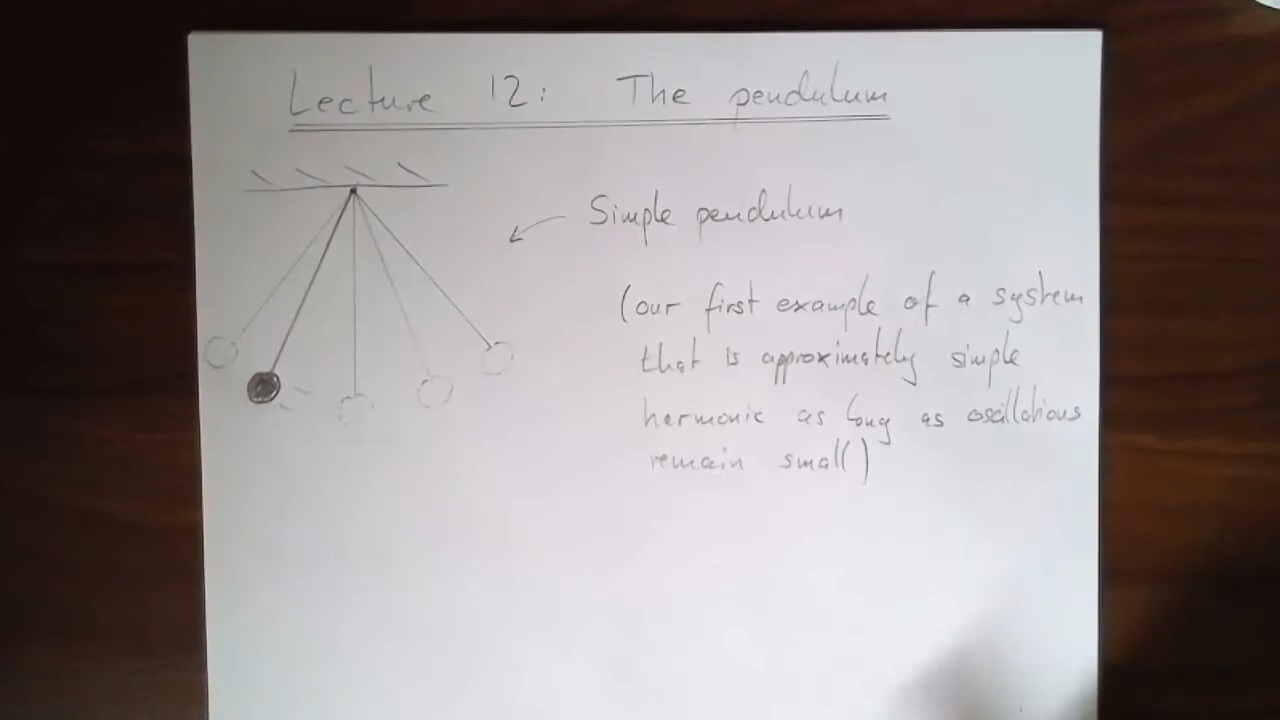 Lecture 12: The pendulum
Simple pendulum
(our first example of a system
that is approximately simple
harmonic as long as oscillations
remain small)